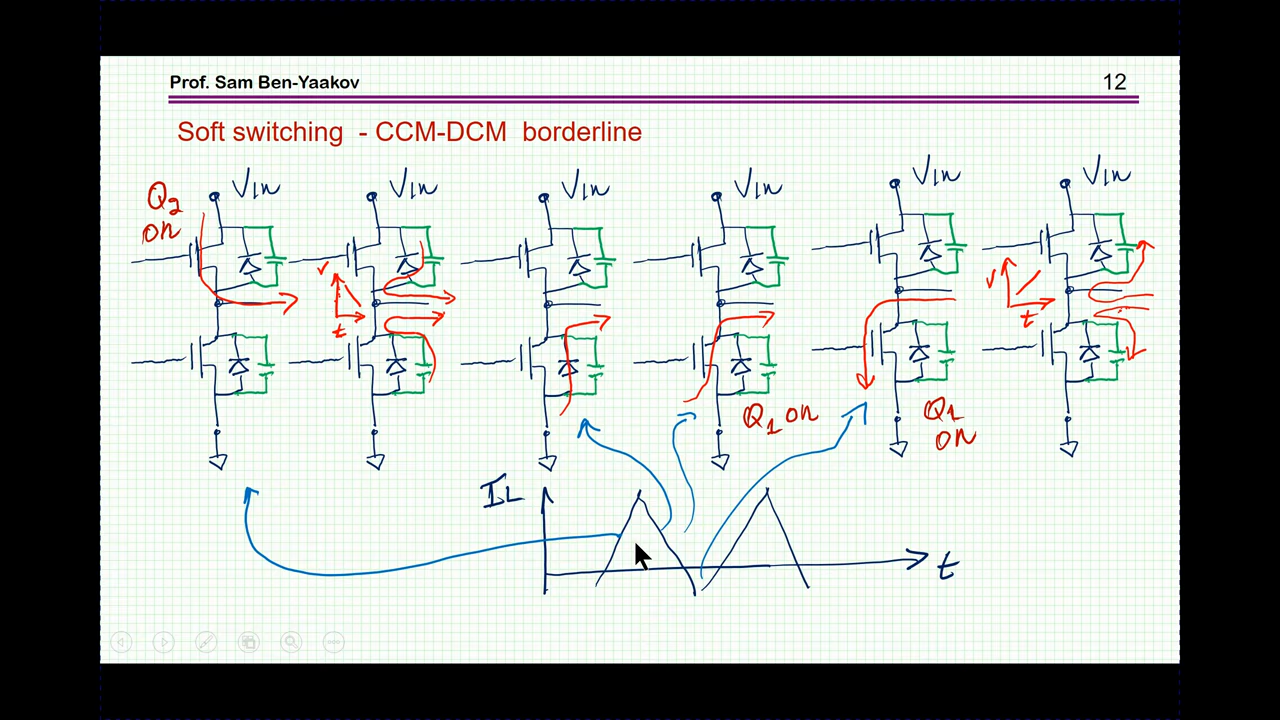 Prof. Sam Ben-Yaakov
12
Soft switching - CCM-DCM borderline
Q2
on
VIN
VIN
VIN
VIN
VIN
VIN
v
t
v
t
Q1 on
Q1
on
IL
t